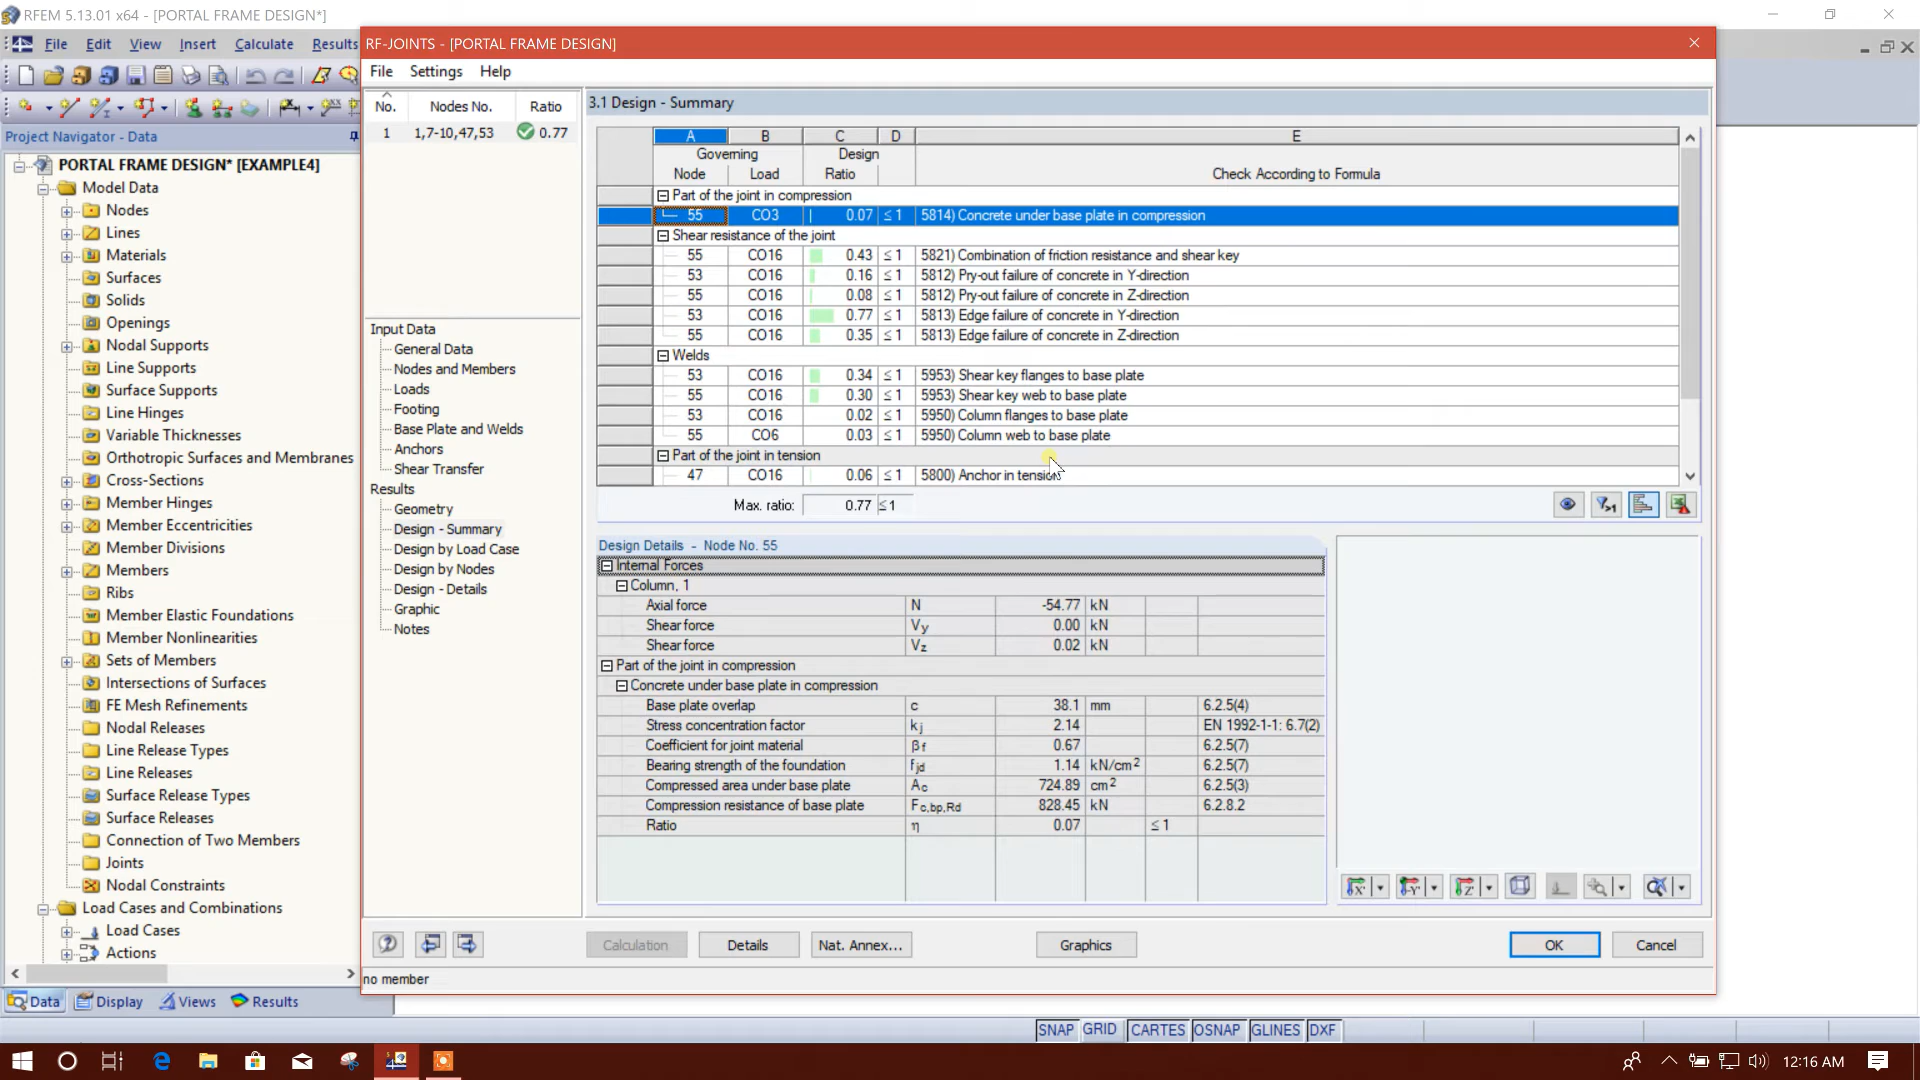 RFEM 5.13.01 x64 - [PORTAL FRAME DESIGN*]
File Edit View Insert Calculate Results
RF-JOINTS - [PORTAL FRAME DESIGN]
File Settings Help
Project Navigator - Data
PORTAL FRAME DESIGN* [EXAMPLE4]
Model Data
Nodes
Lines
Materials
Surfaces
Solids
Openings
Nodal Supports
Line Supports
Surface Supports
Line Hinges
Variable Thicknesses
Orthotropic Surfaces and Membranes
Cross-Sections
Member Hinges
Member Eccentricities
Member Divisions
Members
Ribs
Member Elastic Foundations
Member Nonlinearities
Sets of Members
Intersections of Surfaces
FE Mesh Refinements
Nodal Releases
Line Release Types
Line Releases
Surface Release Types
Surface Releases
Connection of Two Members
Joints
Nodal Constraints
Load Cases and Combinations
Load Cases
Actions
Data Display Views Results
No. Nodes No. Ratio
1 1,7-10,47,53 0.77
Input Data
General Data
Nodes and Members
Loads
Footing
Base Plate and Welds
Anchors
Shear Transfer
Results
Geometry
Design - Summary
Design by Load Case
Design by Nodes
Design - Details
Graphic
Notes
3.1 Design - Summary
A B C D E
Governing Design
Node Load Ratio Check According to Formula
Part of the joint in compression
55 CO3 0.07 ≤ 1 5814) Concrete under base plate in compression
Shear resistance of the joint
55 CO16 0.43 ≤ 1 5821) Combination of friction resistance and shear key
53 CO16 0.16 ≤ 1 5812) Pry-out failure of concrete in Y-direction
55 CO16 0.08 ≤ 1 5812) Pry-out failure of concrete in Z-direction
53 CO16 0.77 ≤ 1 5813) Edge failure of concrete in Y-direction
55 CO16 0.35 ≤ 1 5813) Edge failure of concrete in Z-direction
Welds
53 CO16 0.34 ≤ 1 5953) Shear key flanges to base plate
55 CO16 0.30 ≤ 1 5953) Shear key web to base plate
53 CO16 0.02 ≤ 1 5950) Column flanges to base plate
55 CO6 0.03 ≤ 1 5950) Column web to base plate
Part of the joint in tension
47 CO16 0.06 ≤ 1 5800) Anchor in tension
Max. ratio: 0.77 ≤ 1
Design Details - Node No. 55
Internal Forces
Column, 1
Axial force N -54.77 kN
Shear force Vy 0.00 kN
Shear force Vz 0.02 kN
Part of the joint in compression
Concrete under base plate in compression
Base plate overlap c 38.1 mm 6.2.5(4)
Stress concentration factor kj 2.14 EN 1992-1-1: 6.7(2)
Coefficient for joint material βf 0.67 6.2.5(7)
Bearing strength of the foundation fjd 1.14 kN/cm2 6.2.5(7)
Compressed area under base plate Ac 724.89 cm2 6.2.5(3)
Compression resistance of base plate Fc,bp,Rd 828.45 kN 6.2.8.2
Ratio η 0.07 ≤ 1
Calculation Details Nat. Annex... Graphics OK Cancel
no member
SNAP GRID CARTES OSNAP GLINES DXF
12:16 AM